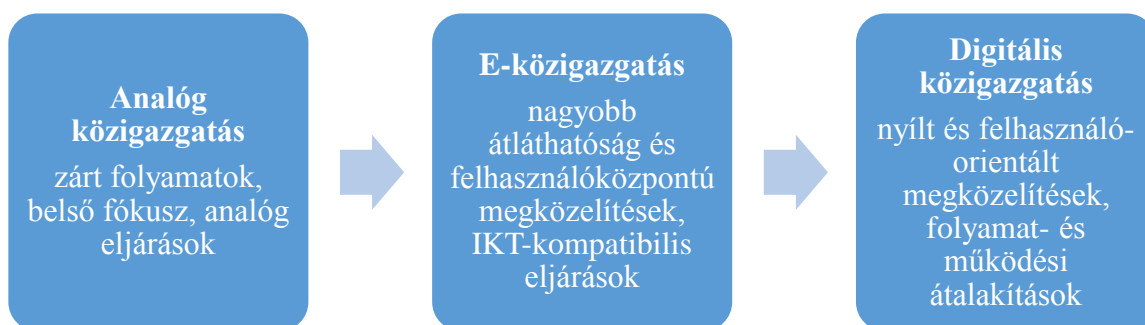 Analóg
közigazgatás
zárt folyamatok,
belső fókusz, analóg
eljárások
E-közigazgatás
nagyobb
átláthatóság és
felhasználóközpontú
megközelítések,
IKT-kompatibilis
eljárások
Digitális
közigazgatás
nyílt és felhasználó-
orientált
megközelítések,
folyamat- és
működési
átalakítások